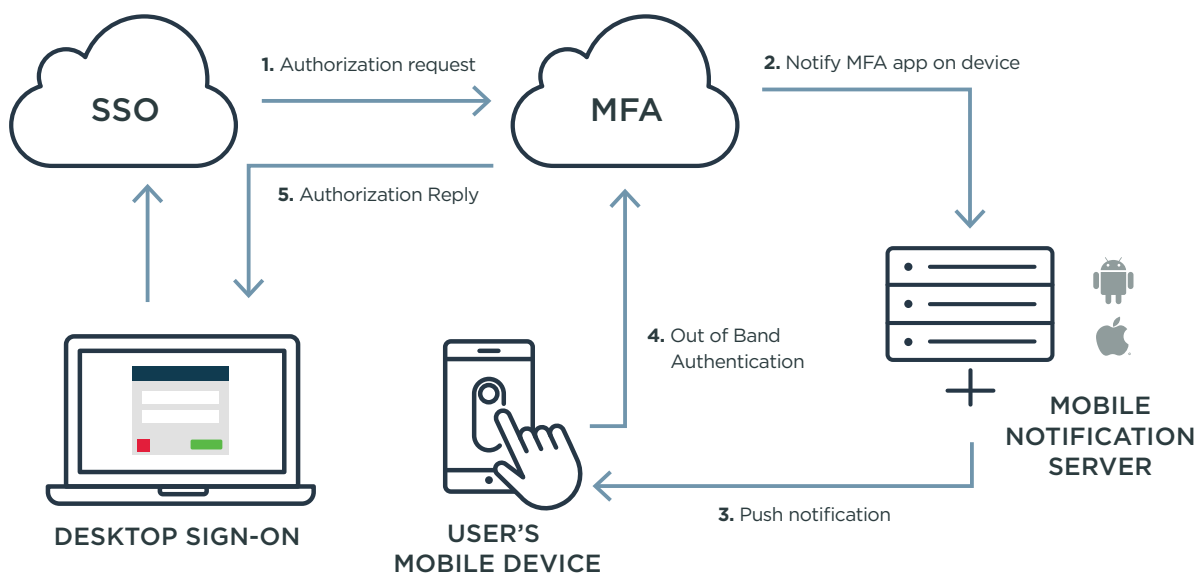 SSO
1. Authorization request
MFA
2. Notify MFA app on device
5. Authorization Reply
4. Out of Band
Authentication
MOBILE
NOTIFICATION
SERVER
3. Push notification
DESKTOP SIGN-ON
USER'S
MOBILE DEVICE